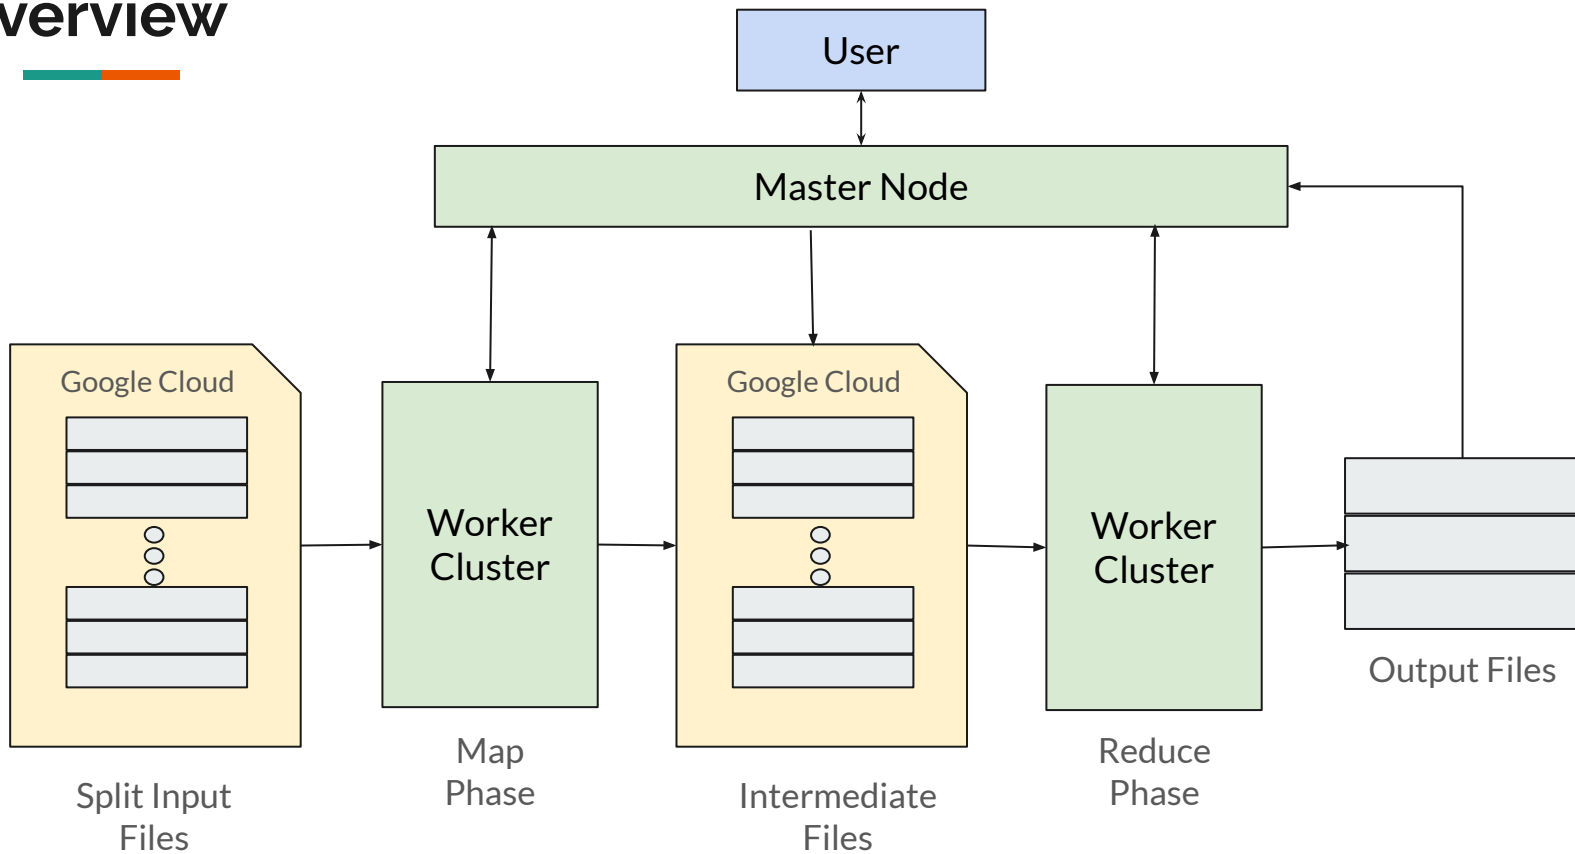 verview
User
Master Node
Google Cloud
Google Cloud
Worker
Cluster
Worker
Cluster
Output Files
Map
Phase
Reduce
Phase
Split Input
Files
Intermediate
Files